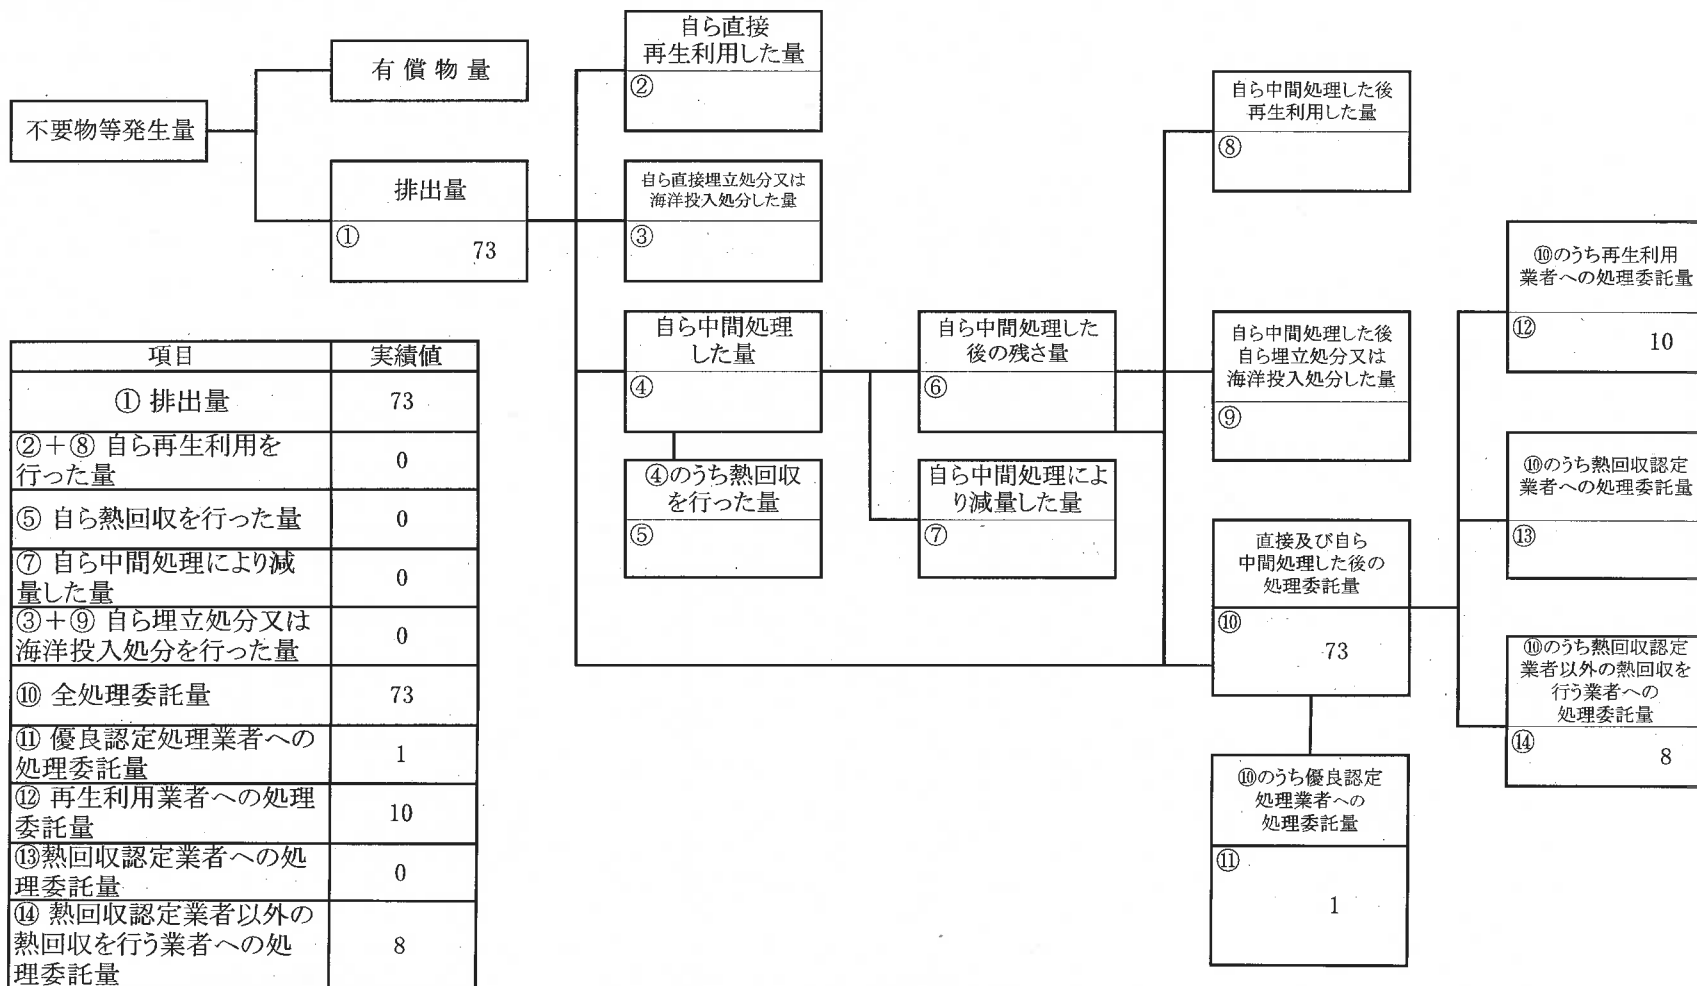 不要物等発生量
有償物量
排出量
①
73
自ら直接
再生利用した量
②
自ら直接埋立処分又は
海洋投入処分した量
③
自ら中間処理
した量
④
④のうち熱回収
を行った量
⑤
自ら中間処理した
後の残さ量
⑥
自ら中間処理によ
り減量した量
⑦
自ら中間処理した後
再生利用した量
⑧
自ら中間処理した後
自ら埋立処分又は
海洋投入処分した量
⑨
直接及び自ら
中間処理した後の
処理委託量
⑩
73
⑩のうち優良認定
処理業者への
処理委託量
⑪
1
⑩のうち再生利用
業者への処理委託量
⑫
10
⑩のうち熱回収認定
業者への処理委託量
⑬
⑩のうち熱回収認定
業者以外の熱回収を
行う業者への
処理委託量
⑭
8
項目 実績値
① 排出量 73
②+⑧ 自ら再生利用を
行った量 0
⑤ 自ら熱回収を行った量 0
⑦ 自ら中間処理により減
量した量 0
③+⑨ 自ら埋立処分又は
海洋投入処分を行った量 0
⑩ 全処理委託量 73
⑪ 優良認定処理業者への
処理委託量 1
⑫ 再生利用業者への処理
委託量 10
⑬熱回収認定業者への処
理委託量 0
⑭ 熱回収認定業者以外の
熱回収を行う業者への処
理委託量 8